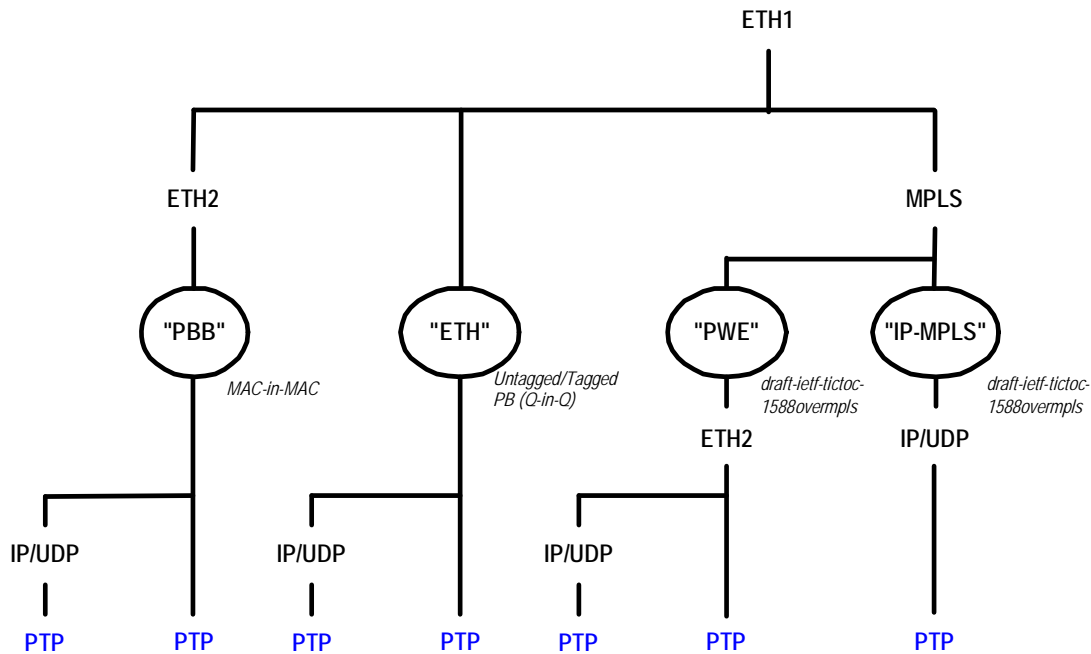 ETH1
ETH2
MPLS
"PBB"
"ETH"
"PWE"
"IP-MPLS"
MAC-in-MAC
Untagged/Tagged
PB (Q-in-Q)
draft-ietf-tictoc-
1588overmpls
draft-ietf-tictoc-
1588overmpls
ETH2
IP/UDP
IP/UDP
IP/UDP
IP/UDP
PTP
PTP
PTP
PTP
PTP
PTP
PTP